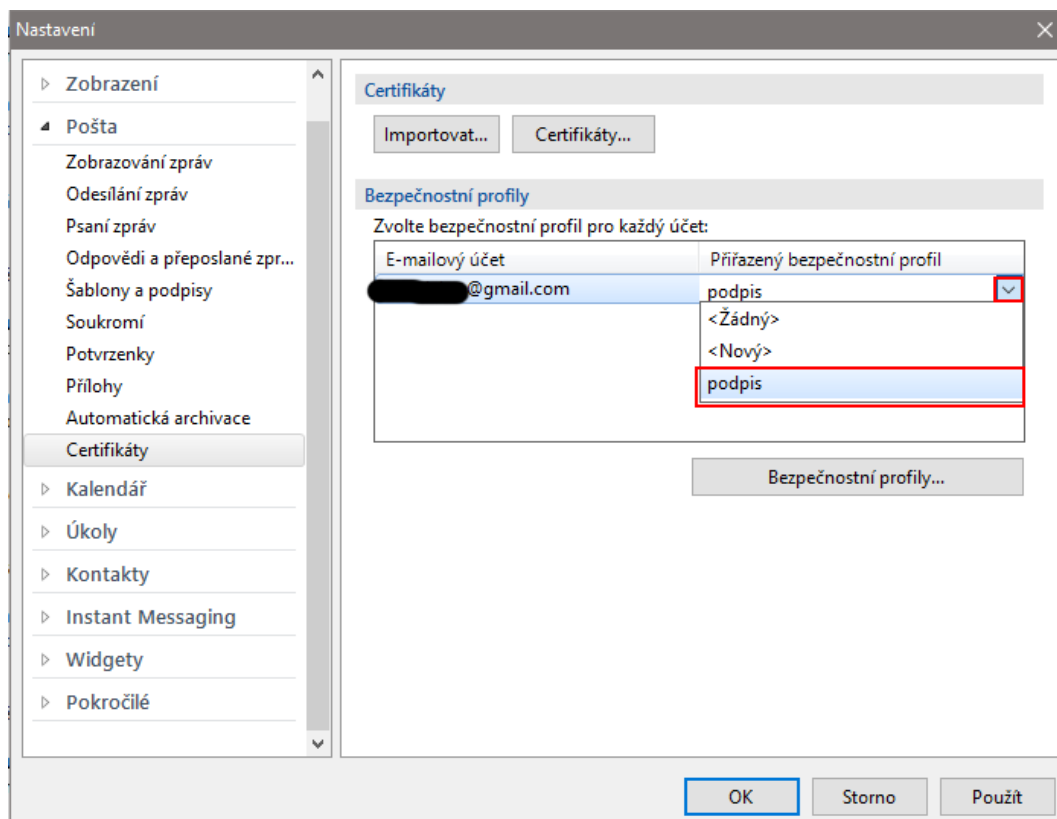 Nastavení
Zobrazení
Pošta
Zobrazování zpráv
Odesílání zpráv
Psaní zpráv
Odpovědi a přeposlané zpr...
Šablony a podpisy
Soukromí
Potvrzenky
Přílohy
Automatická archivace
Certifikáty
Kalendář
Úkoly
Kontakty
Instant Messaging
Widgety
Pokročilé
Certifikáty
Importovat...
Certifikáty...
Bezpečnostní profily
Zvolte bezpečnostní profil pro každý účet:
E-mailový účet
Přiřazený bezpečnostní profil
@gmail.com
podpis
<Žádný>
<Nový>
podpis
Bezpečnostní profily...
OK
Storno
Použít